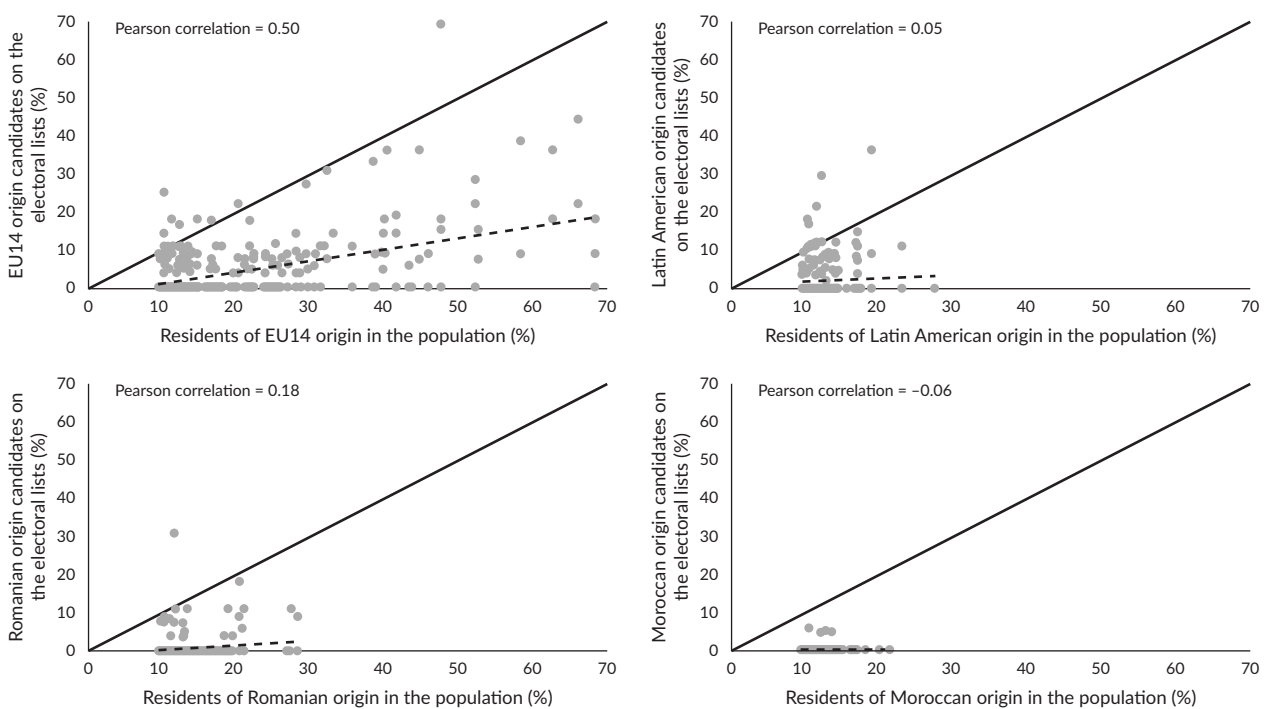 EU14 origin candidates on the
electoral lists (%)
Pearson correlation = 0.50
70
60
50
40
30
20
10
0
0 10 20 30 40 50 60 70
Residents of EU14 origin in the population (%)
Latin American origin candidates
on the electoral lists (%)
Pearson correlation = 0.05
70
60
50
40
30
20
10
0
0 10 20 30 40 50 60 70
Residents of Latin American origin in the population (%)
Romanian origin candidates on
the electoral lists (%)
Pearson correlation = 0.18
70
60
50
40
30
20
10
0
0 10 20 30 40 50 60 70
Residents of Romanian origin in the population (%)
Moroccan origin candidates on
the electoral lists (%)
Pearson correlation = –0.06
70
60
50
40
30
20
10
0
0 10 20 30 40 50 60 70
Residents of Moroccan origin in the population (%)